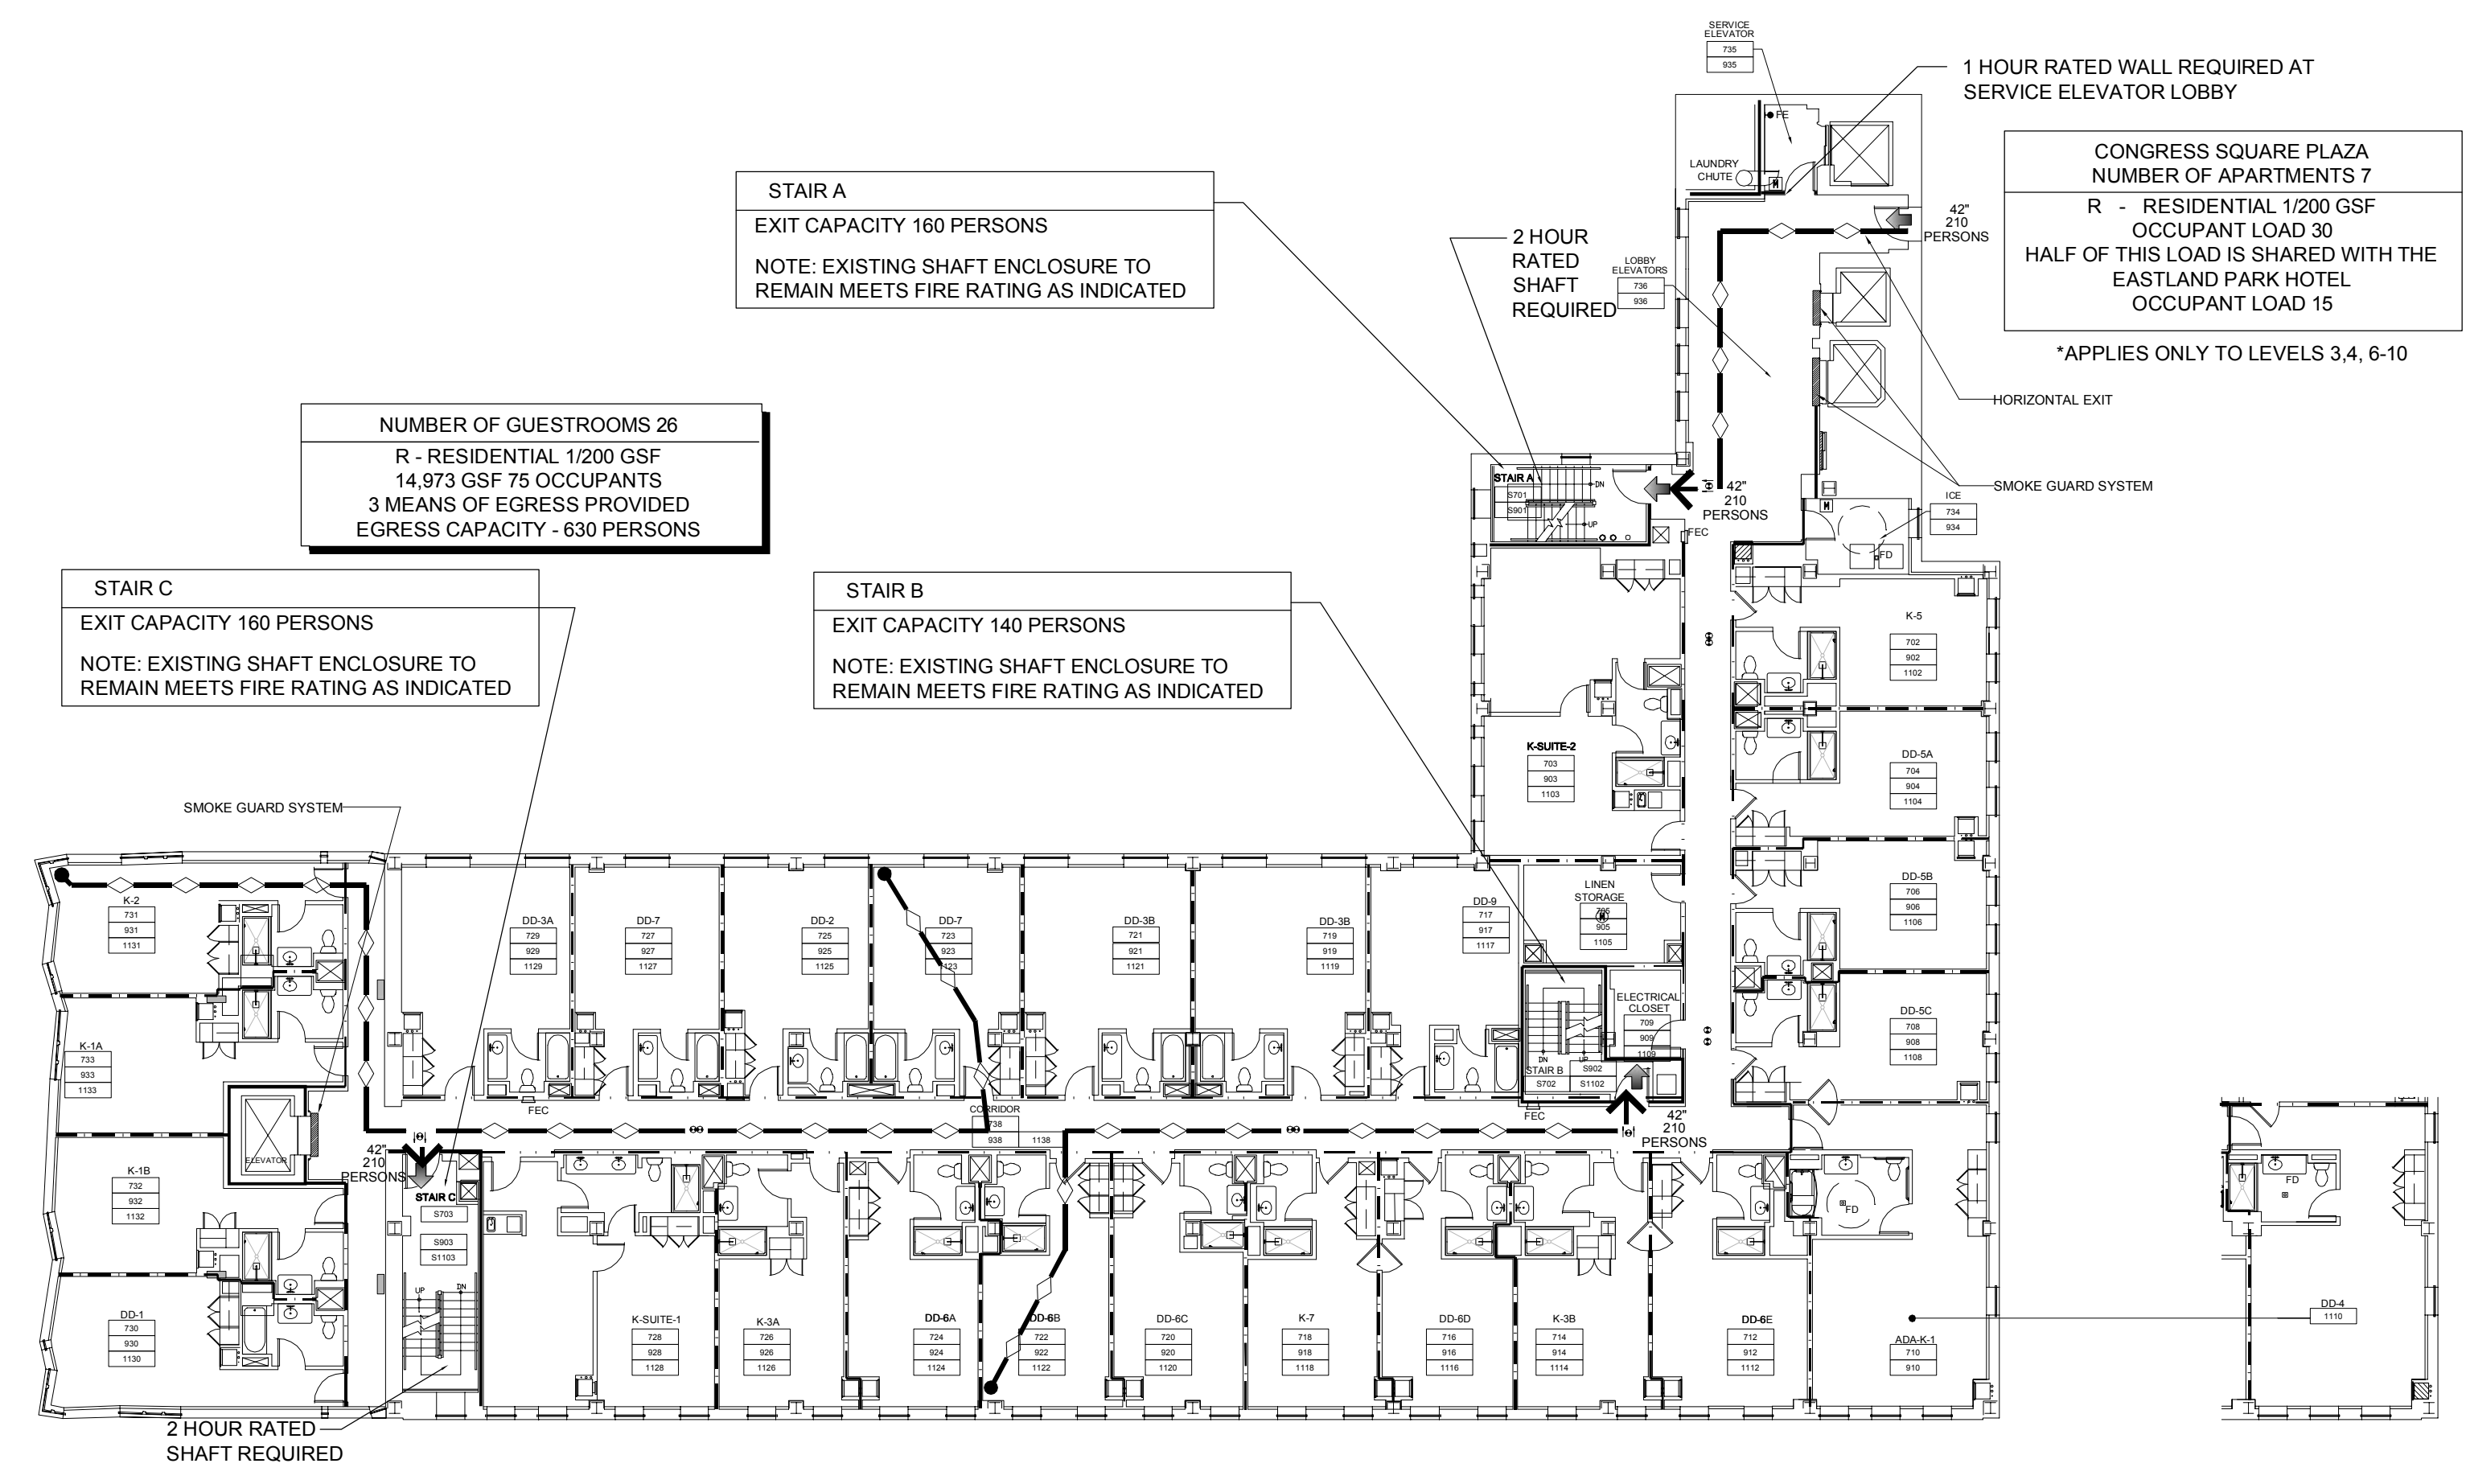 SERVICE
ELEVATOR
735
935
1 HOUR RATED WALL REQUIRED AT
SERVICE ELEVATOR LOBBY
FE
LAUNDRY
CHUTE
M
CONGRESS SQUARE PLAZA
NUMBER OF APARTMENTS 7
R - RESIDENTIAL 1/200 GSF
OCCUPANT LOAD 30
HALF OF THIS LOAD IS SHARED WITH THE
EASTLAND PARK HOTEL
OCCUPANT LOAD 15
*APPLIES ONLY TO LEVELS 3,4, 6-10
42"
210
PERSONS
STAIR A
EXIT CAPACITY 160 PERSONS
NOTE: EXISTING SHAFT ENCLOSURE TO
REMAIN MEETS FIRE RATING AS INDICATED
2 HOUR
RATED
SHAFT
REQUIRED
LOBBY
ELEVATORS
736
936
HORIZONTAL EXIT
SMOKE GUARD SYSTEM
NUMBER OF GUESTROOMS 26
R - RESIDENTIAL 1/200 GSF
14,973 GSF 75 OCCUPANTS
3 MEANS OF EGRESS PROVIDED
EGRESS CAPACITY - 630 PERSONS
STAIR A
S701
S901
DN
UP
42"
210
PERSONS
FEC
M
ICE
734
934
FD
STAIR C
EXIT CAPACITY 160 PERSONS
NOTE: EXISTING SHAFT ENCLOSURE TO
REMAIN MEETS FIRE RATING AS INDICATED
STAIR B
EXIT CAPACITY 140 PERSONS
NOTE: EXISTING SHAFT ENCLOSURE TO
REMAIN MEETS FIRE RATING AS INDICATED
K-5
702
902
1102
K-SUITE-2
703
903
1103
DD-5A
704
904
1104
SMOKE GUARD SYSTEM
K-2
731
931
1131
DD-3A
729
929
1129
DD-7
727
927
1127
DD-2
725
925
1125
DD-7
723
923
1123
DD-3B
721
921
1121
DD-3B
719
919
1119
DD-9
717
917
1117
LINEN
STORAGE
705
905
1105
DD-5B
706
906
1106
ELECTRICAL
CLOSET
709
909
1109
DD-5C
708
908
1108
K-1A
733
933
1133
DN
UP
STAIR B
S702
S902
S1102
FEC
FEC
CORRIDOR
738
938
1138
42"
210
PERSONS
42"
210
PERSONS
ELEVATOR
K-1B
732
932
1132
STAIR C
S703
S903
S1103
UP
DN
FD
FD
DD-1
730
930
1130
K-SUITE-1
728
928
1128
K-3A
726
926
1126
DD-6A
724
924
1124
DD-6B
722
922
1122
DD-6C
720
920
1120
K-7
718
918
1118
DD-6D
716
916
1116
K-3B
714
914
1114
DD-6E
712
912
1112
ADA-K-1
710
910
DD-4
1110
2 HOUR RATED
SHAFT REQUIRED